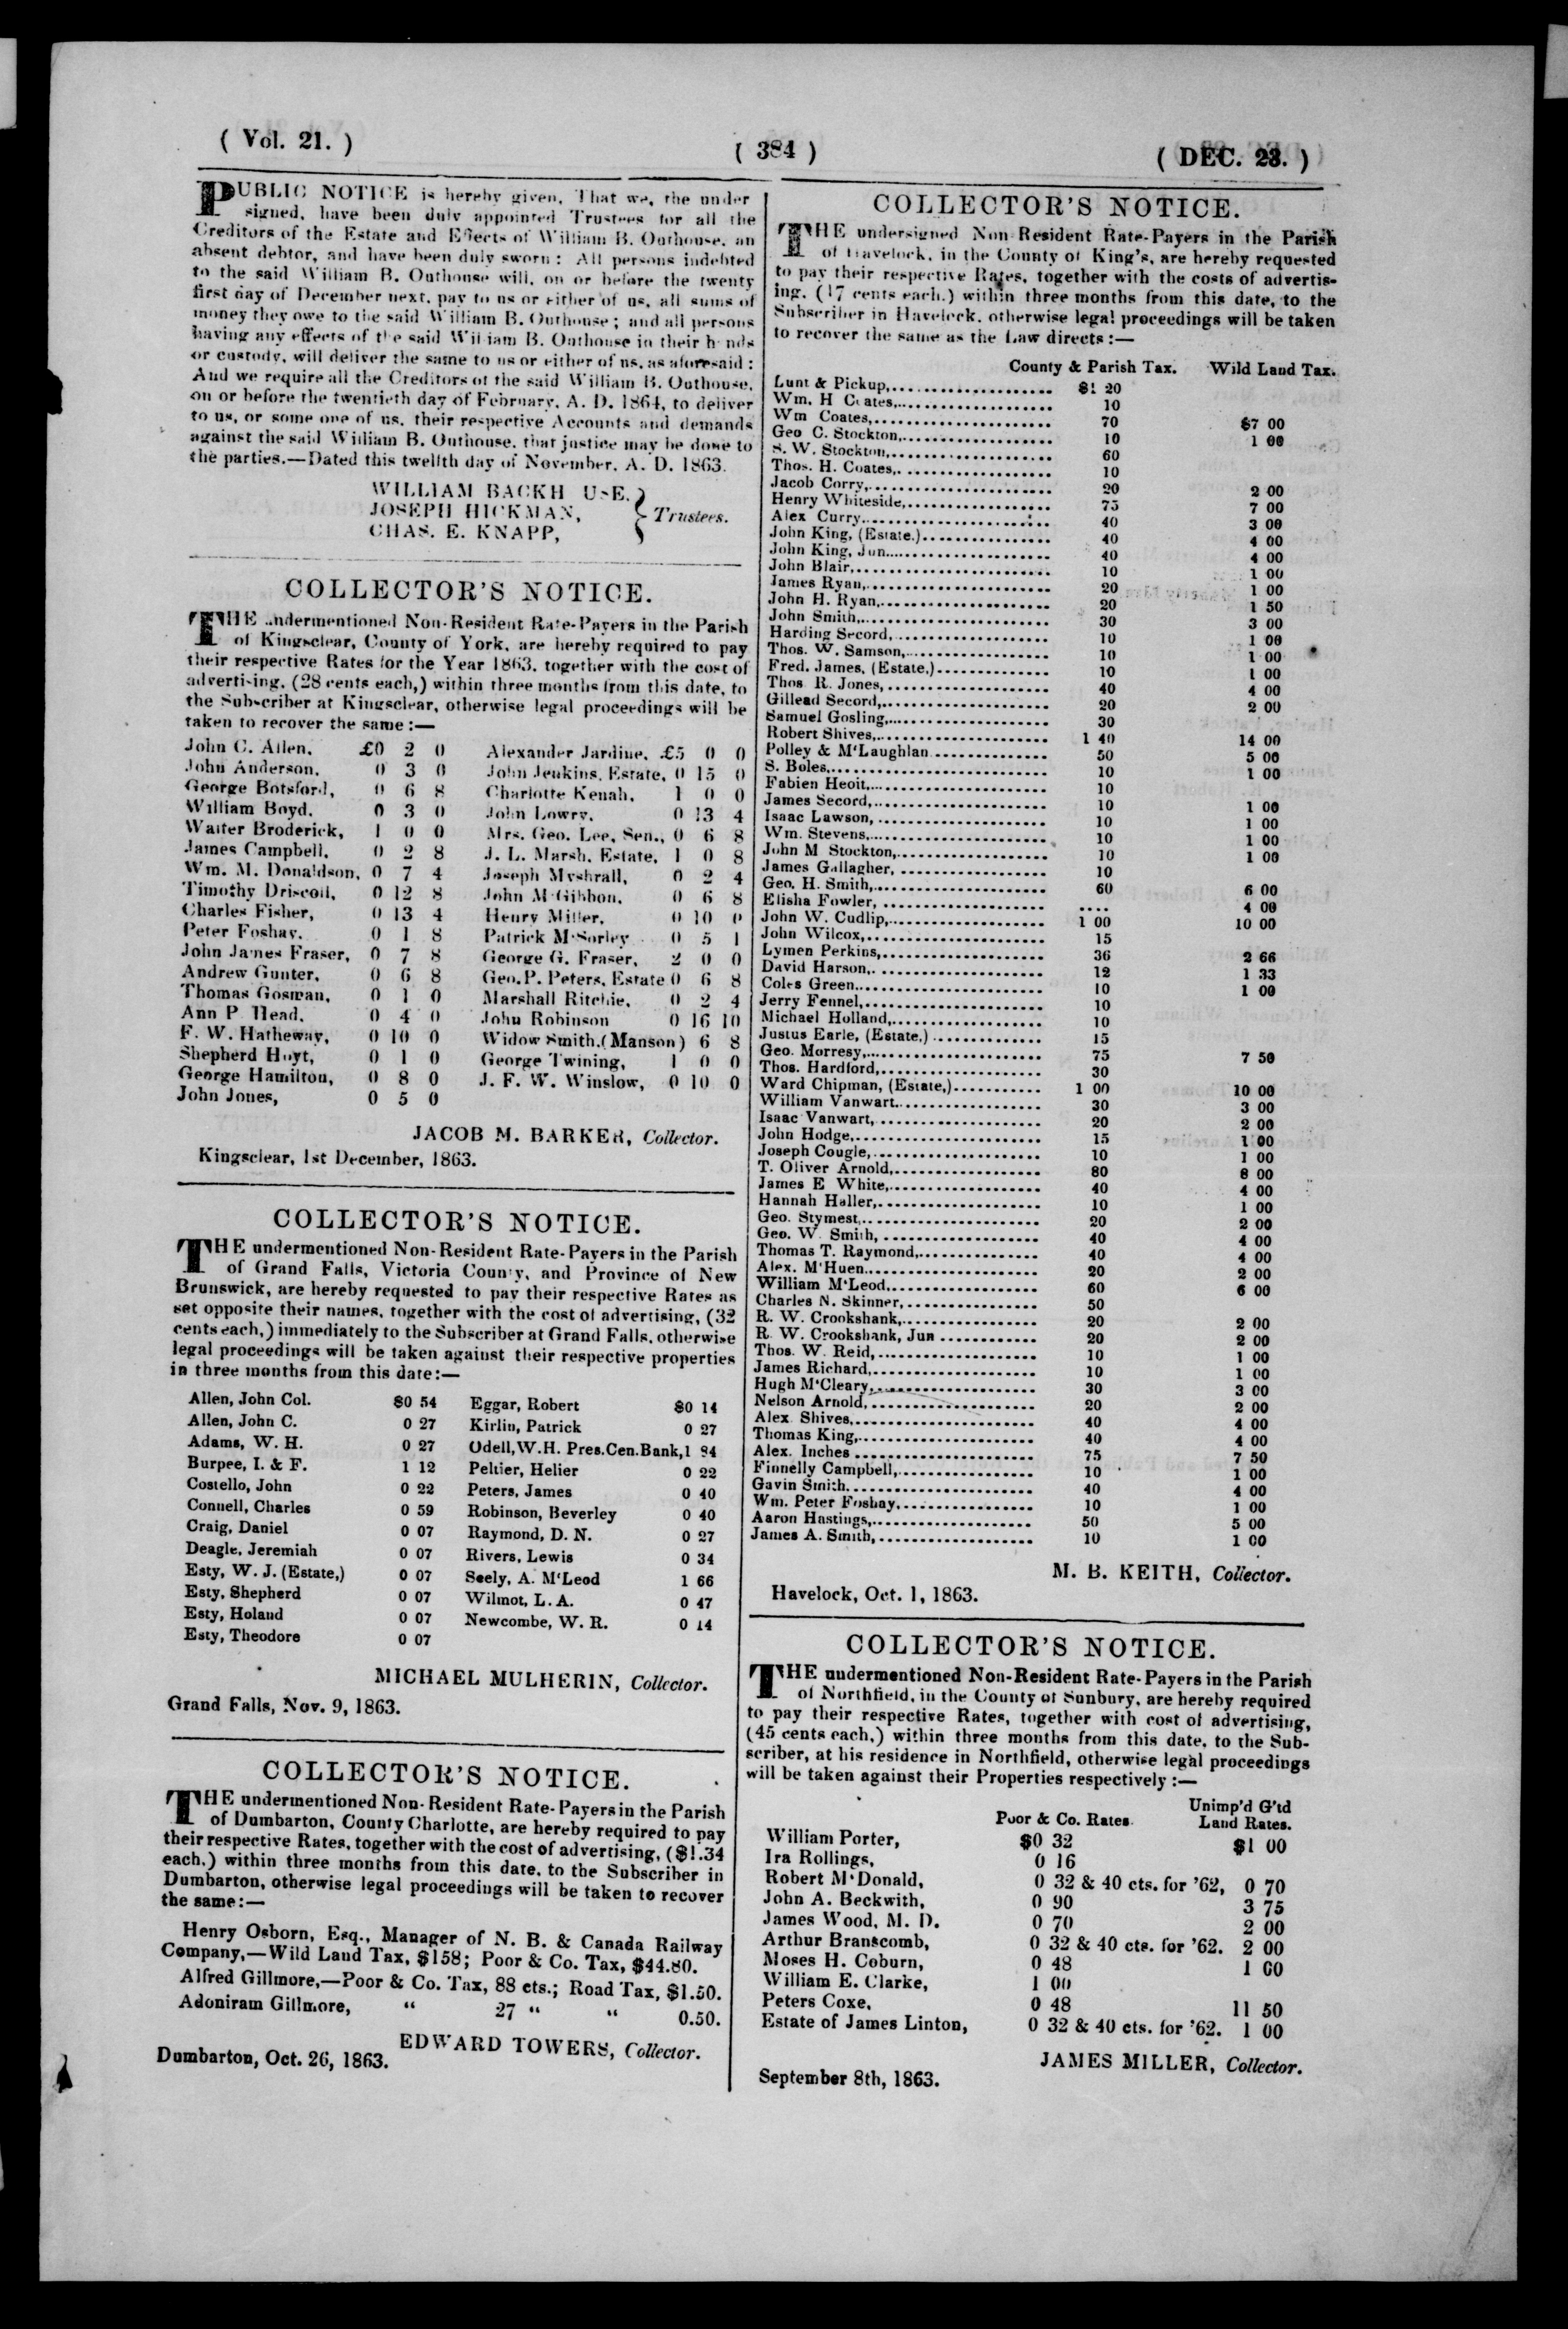 ( Vol. 21. )
( 384 )
( DEC. 23. )
PUBLIC NOTICE is hereby given, That we, the under
signed, have been duly appointed Trustees for all the
Creditors of the Estate and Effects of William B. Outhouse, an
absent debtor, and have been duly sworn: All persons indebted
to the said William B. Outhouse will, on or before the twenty
first day of December next, pay to us or either of us, all sums of
money they owe to the said William B. Outhouse; and all persons
having any effects of the said William B. Outhouse in their h nds
or custody, will deliver the same to us or either of us, as aforesaid:
And we require all the Creditors of the said William B. Outhouse,
on or before the twentieth day of February, A. D. 1864, to deliver
to us, or some one of us, their respective Accounts and demands
against the said William B. Outhouse, that justice may be done to
the parties.—Dated this twelfth day of November, A. D. 1863.
WILLIAM BACKH USE,
JOSEPH HICKMAN, } Trustees.
CHAS. E. KNAPP,
COLLECTOR'S NOTICE.
THE undermentioned Non-Resident Rate-Payers in the Parish
of Kingsclear, County of York, are hereby required to pay
their respective Rates for the Year 1863, together with the cost of
advertising, (28 cents each,) within three months from this date, to
the Subscriber at Kingsclear, otherwise legal proceedings will be
taken to recover the same:—
John C. Allen, £0 2 0 Alexander Jardine, £5 0 0
John Anderson, 0 3 0 John Jenkins, Estate, 0 15 0
George Botsford, 0 6 8 Charlotte Kenah, 1 0 0
William Boyd, 0 3 0 John Lowry, 0 13 4
Walter Broderick, 1 0 0 Mrs. Geo. Lee, Sen., 0 6 8
James Campbell, 0 2 8 J. L. Marsh, Estate, 1 0 8
Wm. M. Donaldson, 0 7 4 Joseph Myshrall, 0 2 4
Timothy Driscoll, 0 12 8 John M'Gibbon, 0 6 8
Charles Fisher, 0 13 4 Henry Miller, 0 10 0
Peter Foshay, 0 1 8 Patrick M'Sorley 0 5 1
John James Fraser, 0 7 8 George G. Fraser, 2 0 0
Andrew Gunter, 0 6 8 Geo. P. Peters, Estate 0 6 8
Thomas Gosman, 0 1 0 Marshall Ritchie, 0 2 4
Ann P Head, 0 4 0 John Robinson 0 16 10
F. W. Hatheway, 0 10 0 Widow Smith, (Manson) 6 8
Shepherd Hoyt, 0 1 0 George Twining, 1 0 0
George Hamilton, 0 8 0 J. F. W. Winslow, 0 10 0
John Jones, 0 5 0
JACOB M. BARKER, Collector.
Kingsclear, 1st December, 1863.
COLLECTOR'S NOTICE.
THE undermentioned Non-Resident Rate-Payers in the Parish
of Grand Falls, Victoria County, and Province of New
Brunswick, are hereby requested to pay their respective Rates as
set opposite their names, together with the cost of advertising, (32
cents each,) immediately to the Subscriber at Grand Falls, otherwise
legal proceedings will be taken against their respective properties
in three months from this date:—
Allen, John Col. $0 54 Eggar, Robert $0 14
Allen, John C. 0 27 Kirlin, Patrick 0 27
Adams, W. H. 0 27 Odell, W.H. Pres.Cen.Bank, 1 84
Burpee, I. & F. 1 12 Peltier, Helier 0 22
Costello, John 0 22 Peters, James 0 40
Connell, Charles 0 59 Robinson, Beverley 0 40
Craig, Daniel 0 07 Raymond, D. N. 0 27
Deagle, Jeremiah 0 07 Rivers, Lewis 0 34
Esty, W. J. (Estate,) 0 07 Seely, A. M'Leod 1 66
Esty, Shepherd 0 07 Wilmot, L. A. 0 47
Esty, Holand 0 07 Newcombe, W. R. 0 14
Esty, Theodore 0 07
MICHAEL MULHERIN, Collector.
Grand Falls, Nov. 9, 1863.
COLLECTOR'S NOTICE.
THE undermentioned Non-Resident Rate-Payers in the Parish
of Dumbarton, County Charlotte, are hereby required to pay
their respective Rates, together with the cost of advertising, ($1.34
each,) within three months from this date, to the Subscriber in
Dumbarton, otherwise legal proceedings will be taken to recover
the same:—
Henry Osborn, Esq., Manager of N. B. & Canada Railway
Company,—Wild Land Tax, $158; Poor & Co. Tax, $44.80.
Alfred Gillmore,—Poor & Co. Tax, 88 cts.; Road Tax, $1.50.
Adoniram Gillmore, " 27 " " 0.50.
EDWARD TOWERS, Collector.
Dumbarton, Oct. 26, 1863.
COLLECTOR'S NOTICE.
THE undersigned Non-Resident Rate-Payers in the Parish
of Havelock, in the County of King's, are hereby requested
to pay their respective Rates, together with the costs of advertis-
ing, (17 cents each,) within three months from this date, to the
Subscriber in Havelock, otherwise legal proceedings will be taken
to recover the same as the Law directs:—
County & Parish Tax. Wild Land Tax.
Lunt & Pickup, $1 20
Wm. H Coates, 10
Wm Coates, 70 $7 00
Geo C. Stockton, 10 1 00
S. W. Stockton, 60
Thos. H. Coates, 10
Jacob Corry, 20 2 00
Henry Whiteside, 75 7 00
Alex Curry 40 3 00
John King, (Estate.) 40 4 00
John King, Jun 40 4 00
John Blair, 10 1 00
James Ryan, 20 1 00
John H. Ryan, 20 1 50
John Smith, 30 3 00
Harding Secord, 10 1 00
Thos. W. Samson, 10 1 00
Fred. James, (Estate.) 10 1 00
Thos R. Jones, 40 4 00
Gillead Secord, 20 2 00
Samuel Gosling, 30
Robert Shives, 1 40 14 00
Polley & M'Laughlan 50 5 00
S. Boles, 10 1 00
Fabien Heoit, 10
James Secord, 10 1 00
Isaac Lawson, 10 1 00
Wm. Stevens, 10 1 00
John M Stockton, 10 1 00
James Gallagher, 10
Geo. H. Smith, 60 6 00
Elisha Fowler, .... 4 00
John W. Cudlip, 1 00 10 00
John Wilcox, 15
Lymen Perkins, 36 2 66
David Harson, 12 1 33
Coles Green 10 1 00
Jerry Fennel, 10
Michael Holland, 10
Justus Earle, (Estate,) 15
Geo. Morresy, 75 7 50
Thos. Hardford, 30
Ward Chipman, (Estate,) 1 00 10 00
William Vanwart 30 3 00
Isaac Vanwart, 20 2 00
John Hodge, 15 1 00
Joseph Cougle, 10 1 00
T. Oliver Arnold, 80 8 00
James E White, 40 4 00
Hannah Haller, 10 1 00
Geo. Stymest, 20 2 00
Geo. W. Smith, 40 4 00
Thomas T. Raymond, 40 4 00
Alex. M'Huen 20 2 00
William M'Leod, 60 6 00
Charles N. Skinner, 50
R. W. Crookshank, 20 2 00
R. W. Crookshank, Jun 20 2 00
Thos. W. Reid, 10 1 00
James Richard, 10 1 00
Hugh M'Cleary, 30 3 00
Nelson Arnold, 20 2 00
Alex Shives, 40 4 00
Thomas King, 40 4 00
Alex. Inches 75 7 50
Finnelly Campbell, 10 1 00
Gavin Smith 40 4 00
Wm. Peter Foshay, 10 1 00
Aaron Hastings, 50 5 00
James A. Smith, 10 1 00
M. B. KEITH, Collector.
Havelock, Oct. 1, 1863.
COLLECTOR'S NOTICE.
THE undermentioned Non-Resident Rate-Payers in the Parish
of Northfield, in the County of Sunbury, are hereby required
to pay their respective Rates, together with cost of advertising,
(45 cents each,) within three months from this date, to the Sub-
scriber, at his residence in Northfield, otherwise legal proceedings
will be taken against their Properties respectively:—
Poor & Co. Rates. Unimp'd G'td
Land Rates.
William Porter, $0 32 $1 00
Ira Rollings, 0 16
Robert M'Donald, 0 32 & 40 cts. for '62, 0 70
John A. Beckwith, 0 90 3 75
James Wood, M. D. 0 70 2 00
Arthur Branscomb, 0 32 & 40 cts. for '62. 2 00
Moses H. Coburn, 0 48 1 00
William E. Clarke, 1 00
Peters Coxe, 0 48 11 50
Estate of James Linton, 0 32 & 40 cts. for '62. 1 00
JAMES MILLER, Collector.
September 8th, 1863.